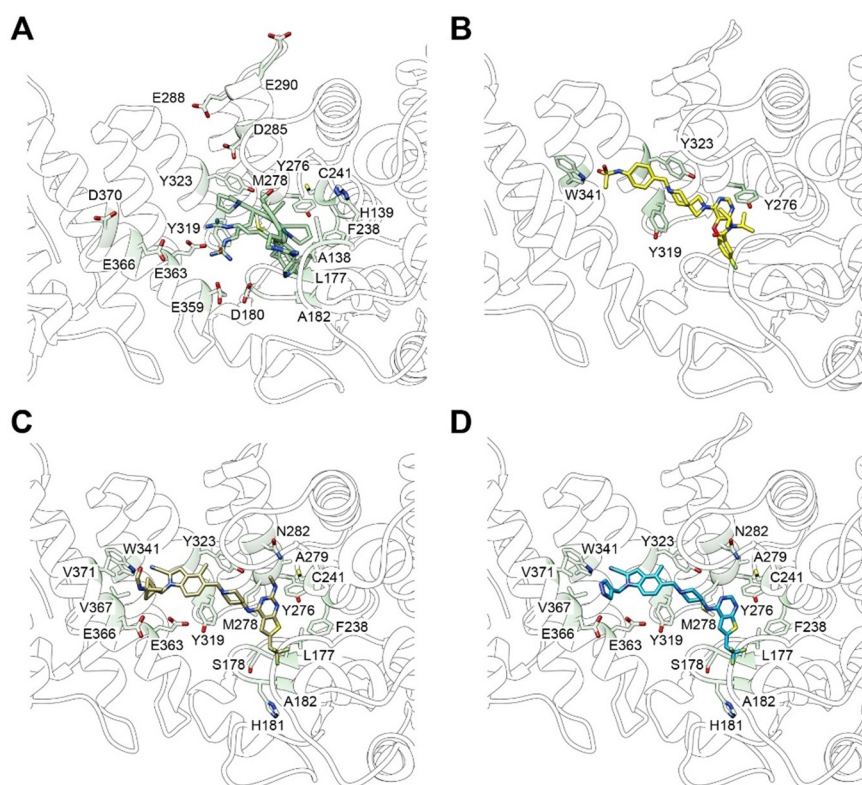 A
E290
E288
D285
Y323
Y276
C241
M278
D370
H139
Y319
F238
E366
E363
A138
L177
E359
D180
A182
B
Y323
W341
Y276
Y319
C
N282
W341
Y323
A279
V371
C241
V367
Y276
M278
E366
F238
E363
Y319
L177
S178
A182
H181
D
N282
W341
Y323
A279
V371
C241
V367
Y276
M278
E366
F238
E363
Y319
L177
S178
A182
H181